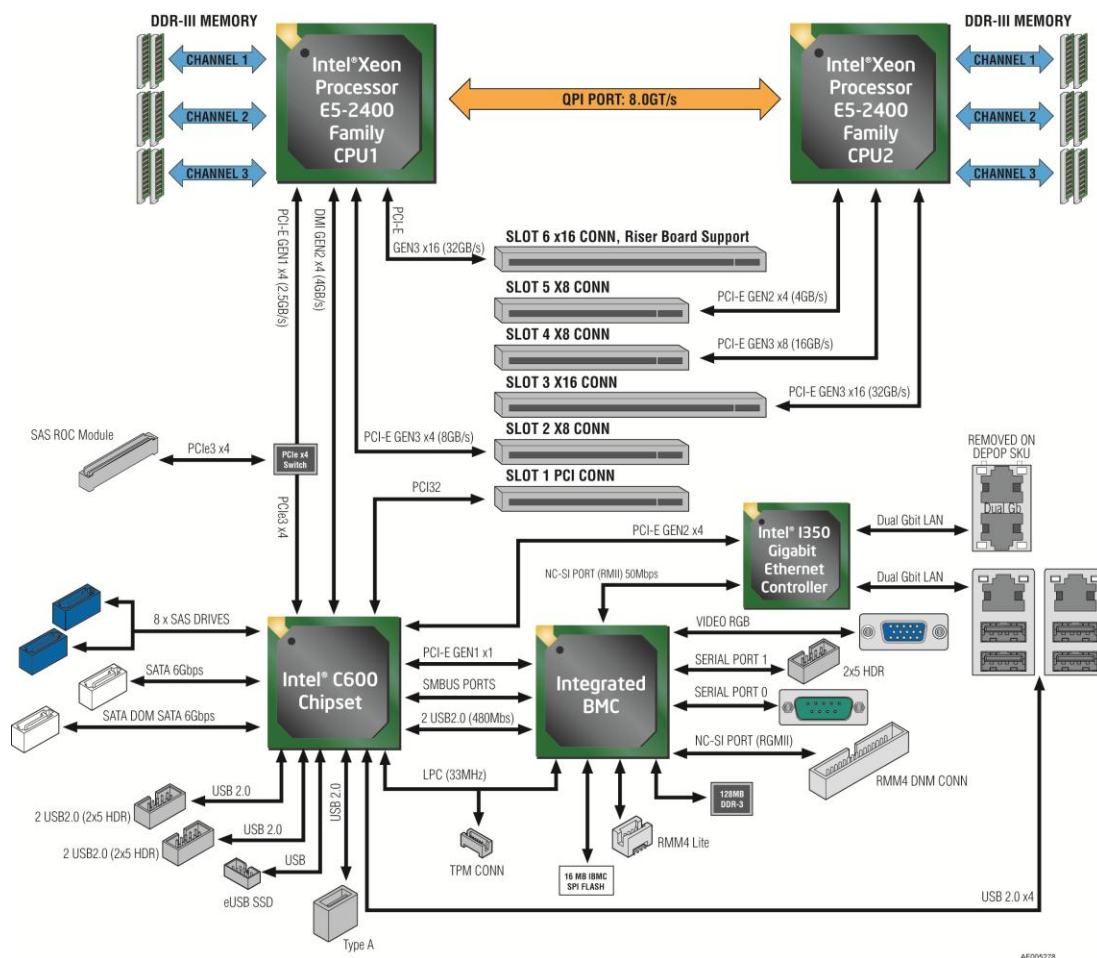 DDR-III MEMORY
DDR-III MEMORY
CHANNEL 1
CHANNEL 2
CHANNEL 3
Intel®Xeon
Processor
E5-2400
Family
CPU1
QPI PORT: 8.0GT/s
Intel®Xeon
Processor
E5-2400
Family
CPU2
CHANNEL 1
CHANNEL 2
CHANNEL 3
PCI-E GEN1 x4 (2.5GB/s)
DMI GEN2 x4 (4GB/s)
PCI-E
GEN3 x16 (32GB/s)
SLOT 6 x16 CONN, Riser Board Support
SLOT 5 X8 CONN
PCI-E GEN2 x4 (4GB/s)
SLOT 4 X8 CONN
PCI-E GEN3 x8 (16GB/s)
SLOT 3 X16 CONN
PCI-E GEN3 x16 (32GB/s)
SAS ROC Module
PCIe3 x4
PCIe x4
Switch
PCI-E GEN3 x4 (8GB/s)
SLOT 2 X8 CONN
REMOVED ON
DEPOP SKU
PCIe3 x4
PCI32
SLOT 1 PCI CONN
Dual Gb
PCI-E GEN2 x4
Intel® I350
Gigabit
Ethernet
Controller
Dual Gbit LAN
NC-SI PORT (RMII) 50Mbps
Dual Gbit LAN
8 x SAS DRIVES
SATA 6Gbps
SATA DOM SATA 6Gbps
Intel® C600
Chipset
PCI-E GEN1 x1
SMBUS PORTS
2 USB2.0 (480Mbs)
Integrated
BMC
VIDEO RGB
SERIAL PORT 1
2x5 HDR
SERIAL PORT 0
NC-SI PORT (RGMII)
RMM4 DNM CONN
LPC (33MHz)
128MB
DDR-3
USB 2.0
2 USB2.0 (2x5 HDR)
USB 2.0
2 USB2.0 (2x5 HDR)
USB
eUSB SSD
USB 2.0
Type A
TPM CONN
16 MB IBMC
SPI FLASH
RMM4 Lite
USB 2.0 x4
AF005278